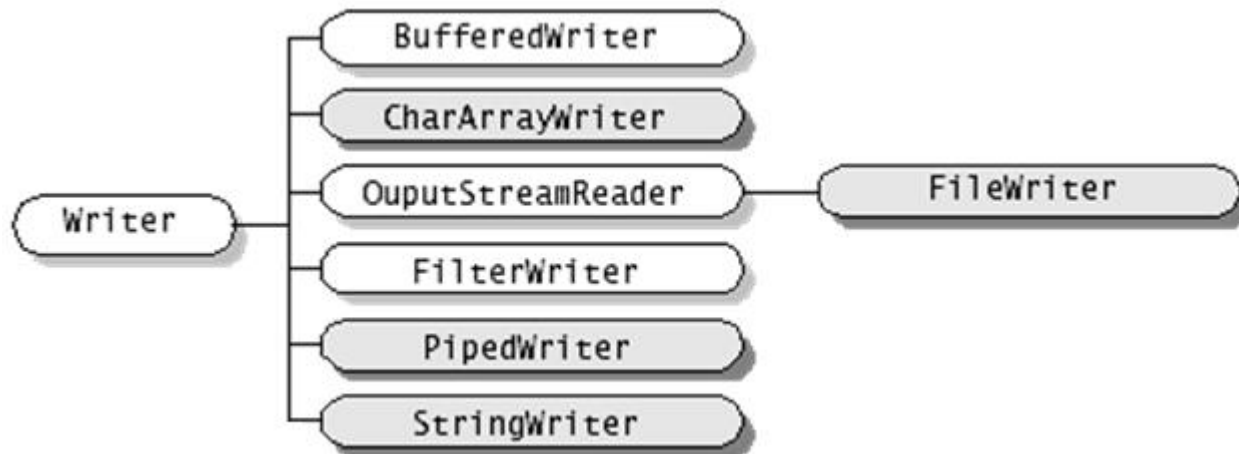 BufferedWriter
CharArrayWriter
OuputStreamReader
FileWriter
Writer
FilterWriter
PipedWriter
StringWriter